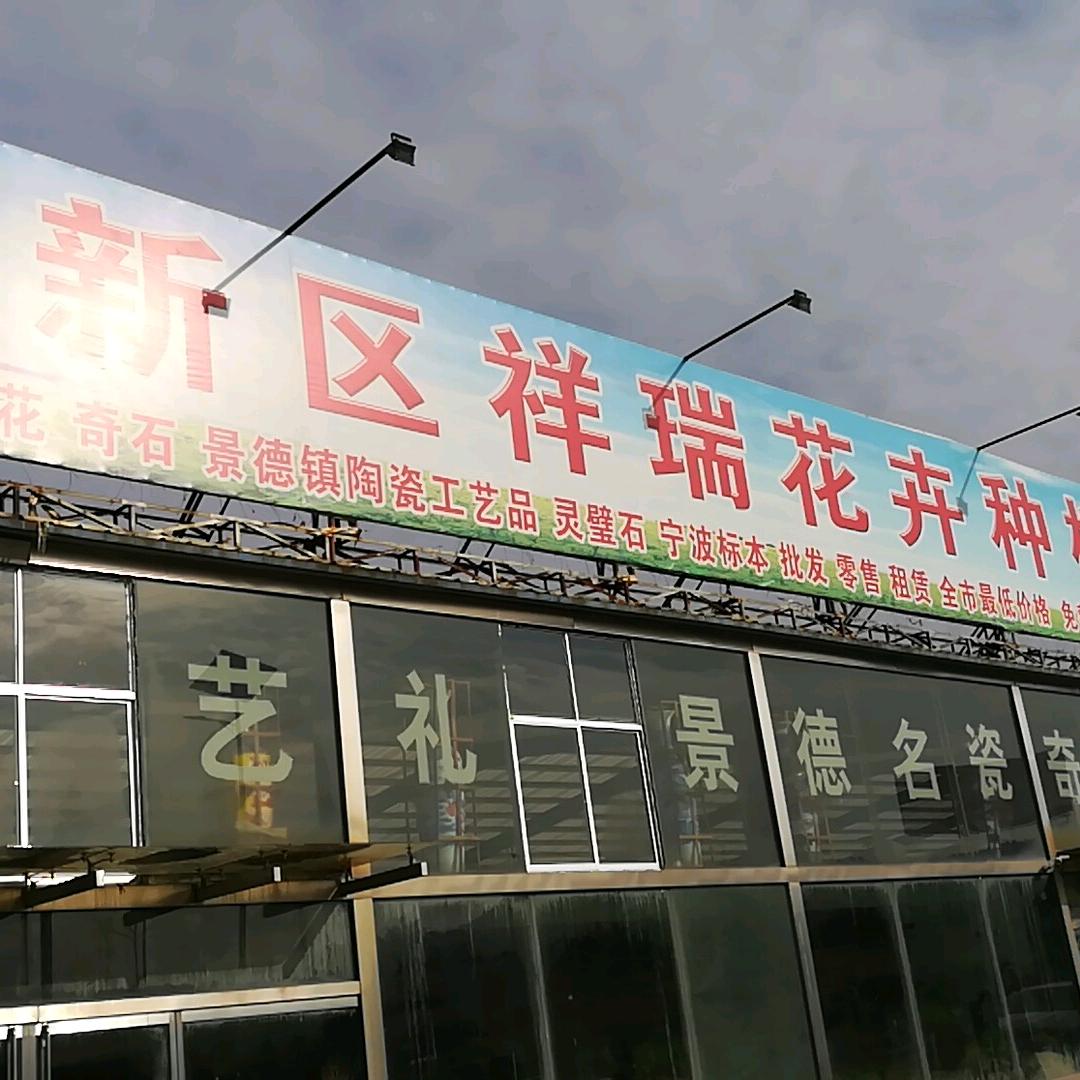 新区祥瑞花卉种
花 奇石 景德镇陶瓷工艺品 灵璧石 宁波标本 批发 零售 租赁 全市最低价格 免
艺 礼 景 德 名 瓷 奇